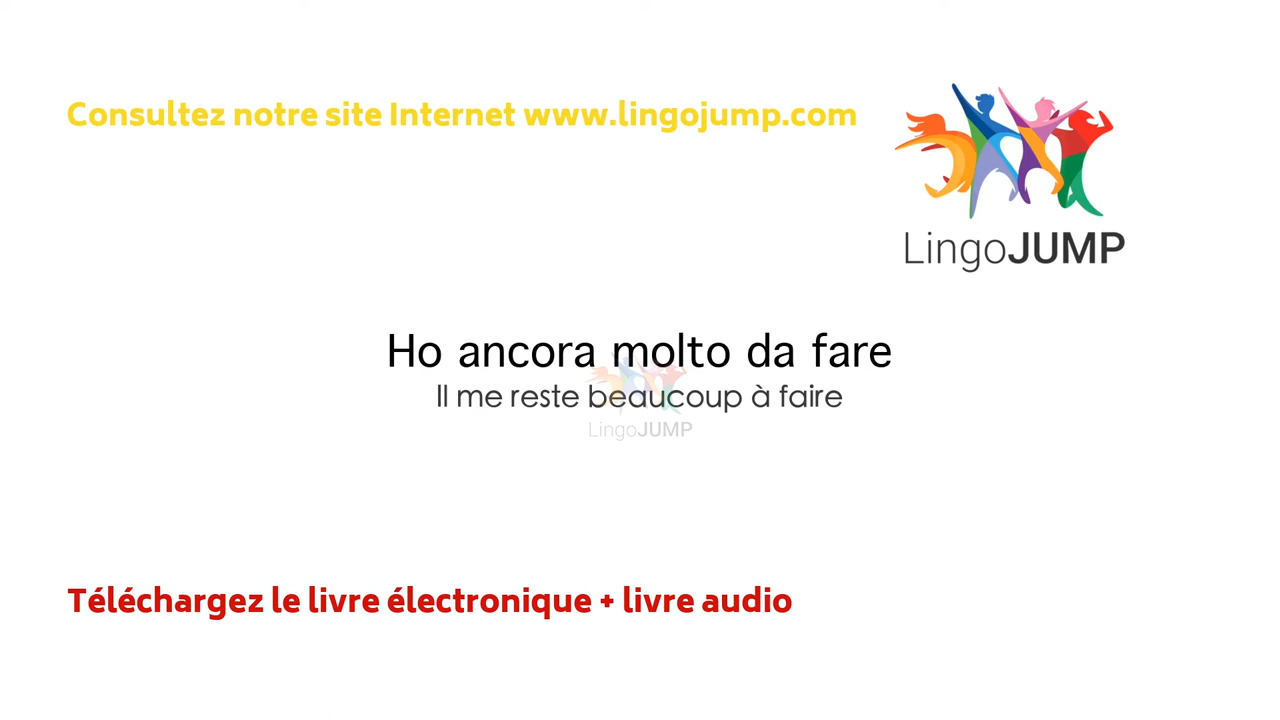 Consultez notre site Internet www.lingojump.com
LingoJUMP
Ho ancora molto da fare
Il me reste beaucoup à faire
LingoJUMP
Téléchargez le livre électronique + livre audio